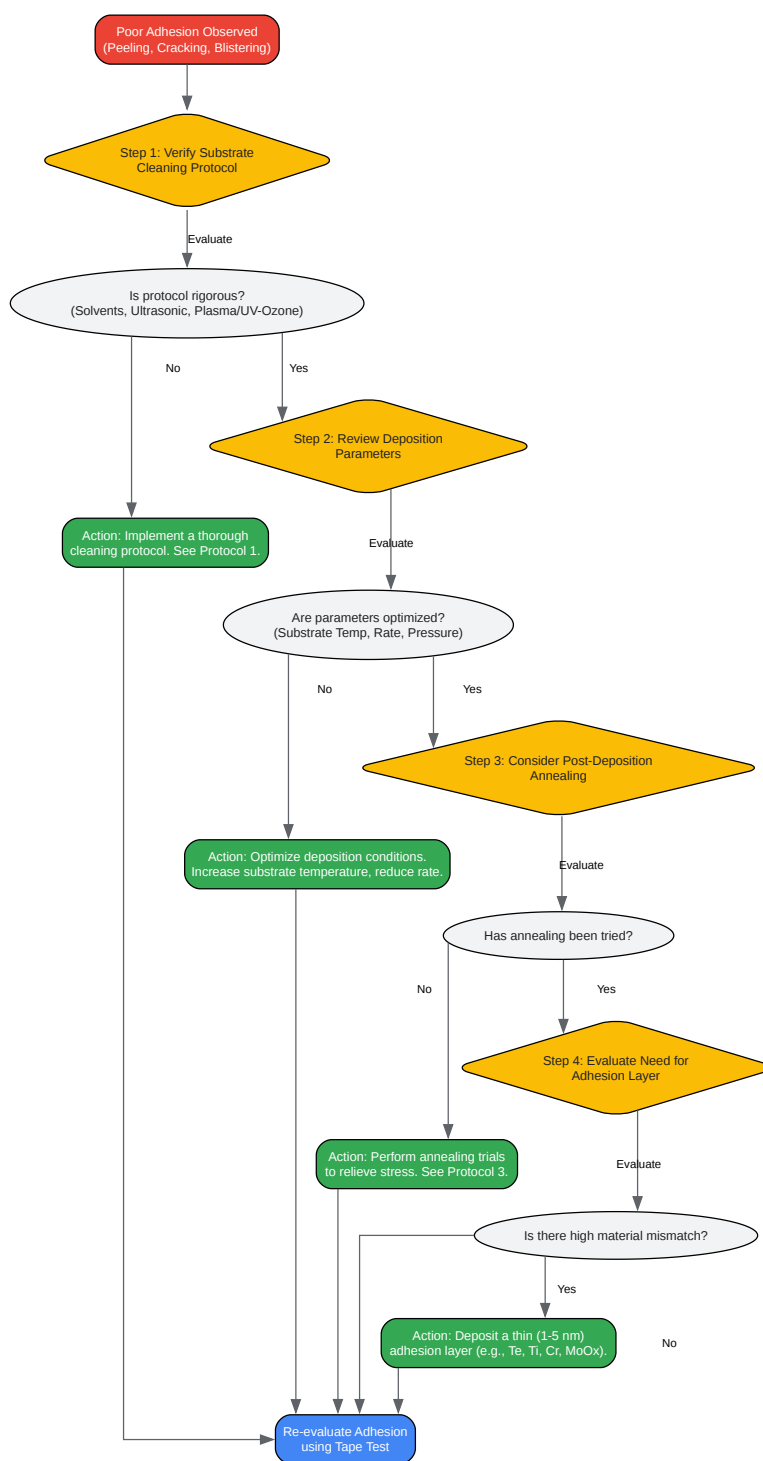 Poor Adhesion Observed
(Peeling, Cracking, Blistering)
Step 1: Verify Substrate
Cleaning Protocol
Evaluate
Is protocol rigorous?
(Solvents, Ultrasonic, Plasma/UV-Ozone)
No
Yes
Step 2: Review Deposition
Parameters
Action: Implement a thorough
cleaning protocol. See Protocol 1.
Evaluate
Are parameters optimized?
(Substrate Temp, Rate, Pressure)
No
Yes
Step 3: Consider Post-Deposition
Annealing
Action: Optimize deposition conditions.
Increase substrate temperature, reduce rate.
Evaluate
Has annealing been tried?
No
Yes
Step 4: Evaluate Need for
Adhesion Layer
Action: Perform annealing trials
to relieve stress. See Protocol 3.
Evaluate
Is there high material mismatch?
Yes
Action: Deposit a thin (1-5 nm)
adhesion layer (e.g., Te, Ti, Cr, MoOx).
No
Re-evaluate Adhesion
using Tape Test